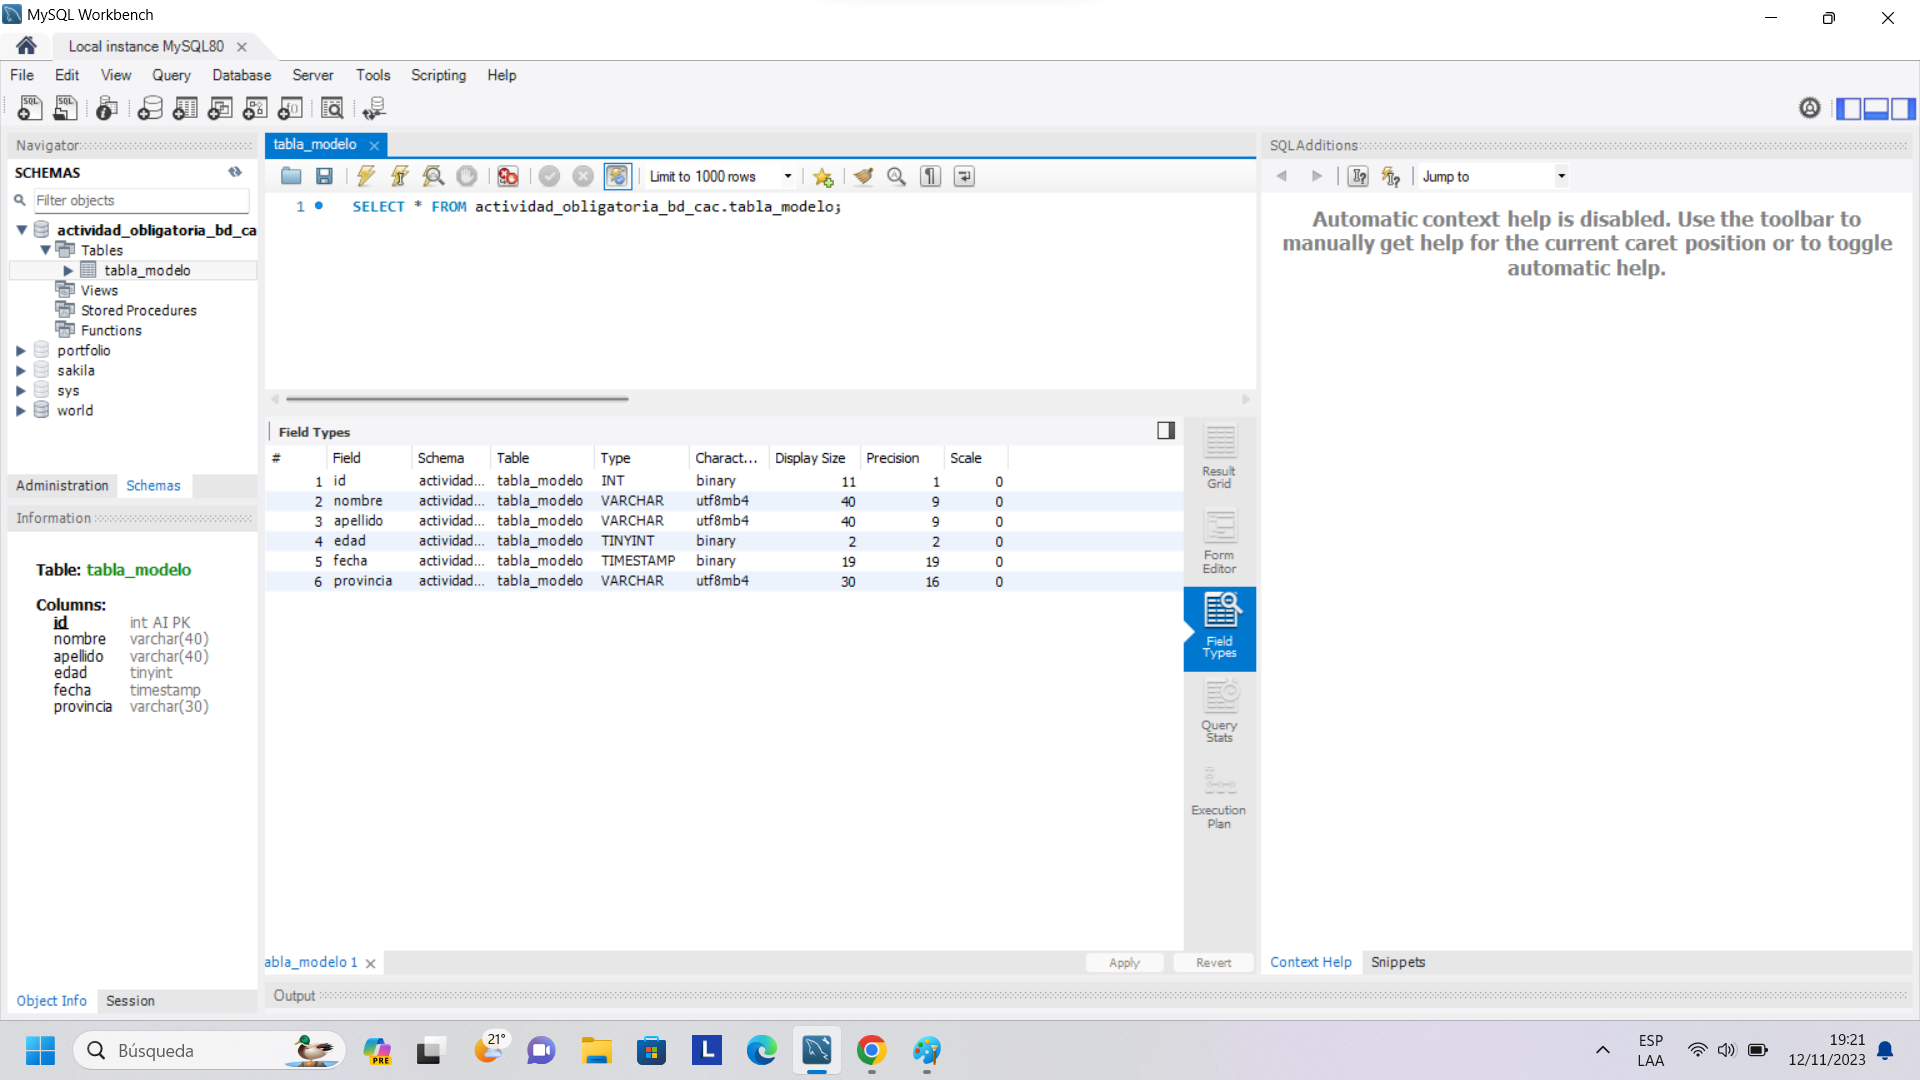 MySQL Workbench
Local instance MySQL80
File Edit View Query Database Server Tools Scripting Help
Navigator
SCHEMAS
Filter objects
actividad_obligatoria_bd_ca
Tables
tabla_modelo
Views
Stored Procedures
Functions
portfolio
sakila
sys
world
Administration Schemas
Information
Table: tabla_modelo
Columns:
id int AI PK
nombre varchar(40)
apellido varchar(40)
edad tinyint
fecha timestamp
provincia varchar(30)
Object Info Session
tabla_modelo
Limit to 1000 rows
1 SELECT * FROM actividad_obligatoria_bd_cac.tabla_modelo;
Field Types
# Field Schema Table Type Charact... Display Size Precision Scale
1 id actividad... tabla_modelo INT binary 11 1 0
2 nombre actividad... tabla_modelo VARCHAR utf8mb4 40 9 0
3 apellido actividad... tabla_modelo VARCHAR utf8mb4 40 9 0
4 edad actividad... tabla_modelo TINYINT binary 2 2 0
5 fecha actividad... tabla_modelo TIMESTAMP binary 19 19 0
6 provincia actividad... tabla_modelo VARCHAR utf8mb4 30 16 0
Result
Grid
Form
Editor
Field
Types
Query
Stats
Execution
Plan
abla_modelo 1
Apply Revert
Output
SQLAdditions
Jump to
Automatic context help is disabled. Use the toolbar to
manually get help for the current caret position or to toggle
automatic help.
Context Help Snippets
Búsqueda
PRE
21°
L
ESP
LAA
19:21
12/11/2023